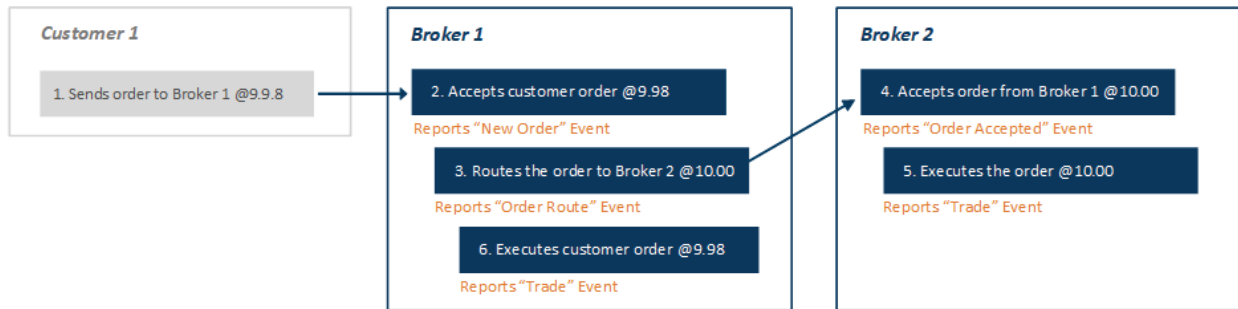 Customer 1
1. Sends order to Broker 1 @9.9.8
Broker 1
2. Accepts customer order @9.98
Reports “New Order” Event
3. Routes the order to Broker 2 @10.00
Reports “Order Route” Event
6. Executes customer order @9.98
Reports “Trade” Event
Broker 2
4. Accepts order from Broker 1 @10.00
Reports “Order Accepted” Event
5. Executes the order @10.00
Reports “Trade” Event